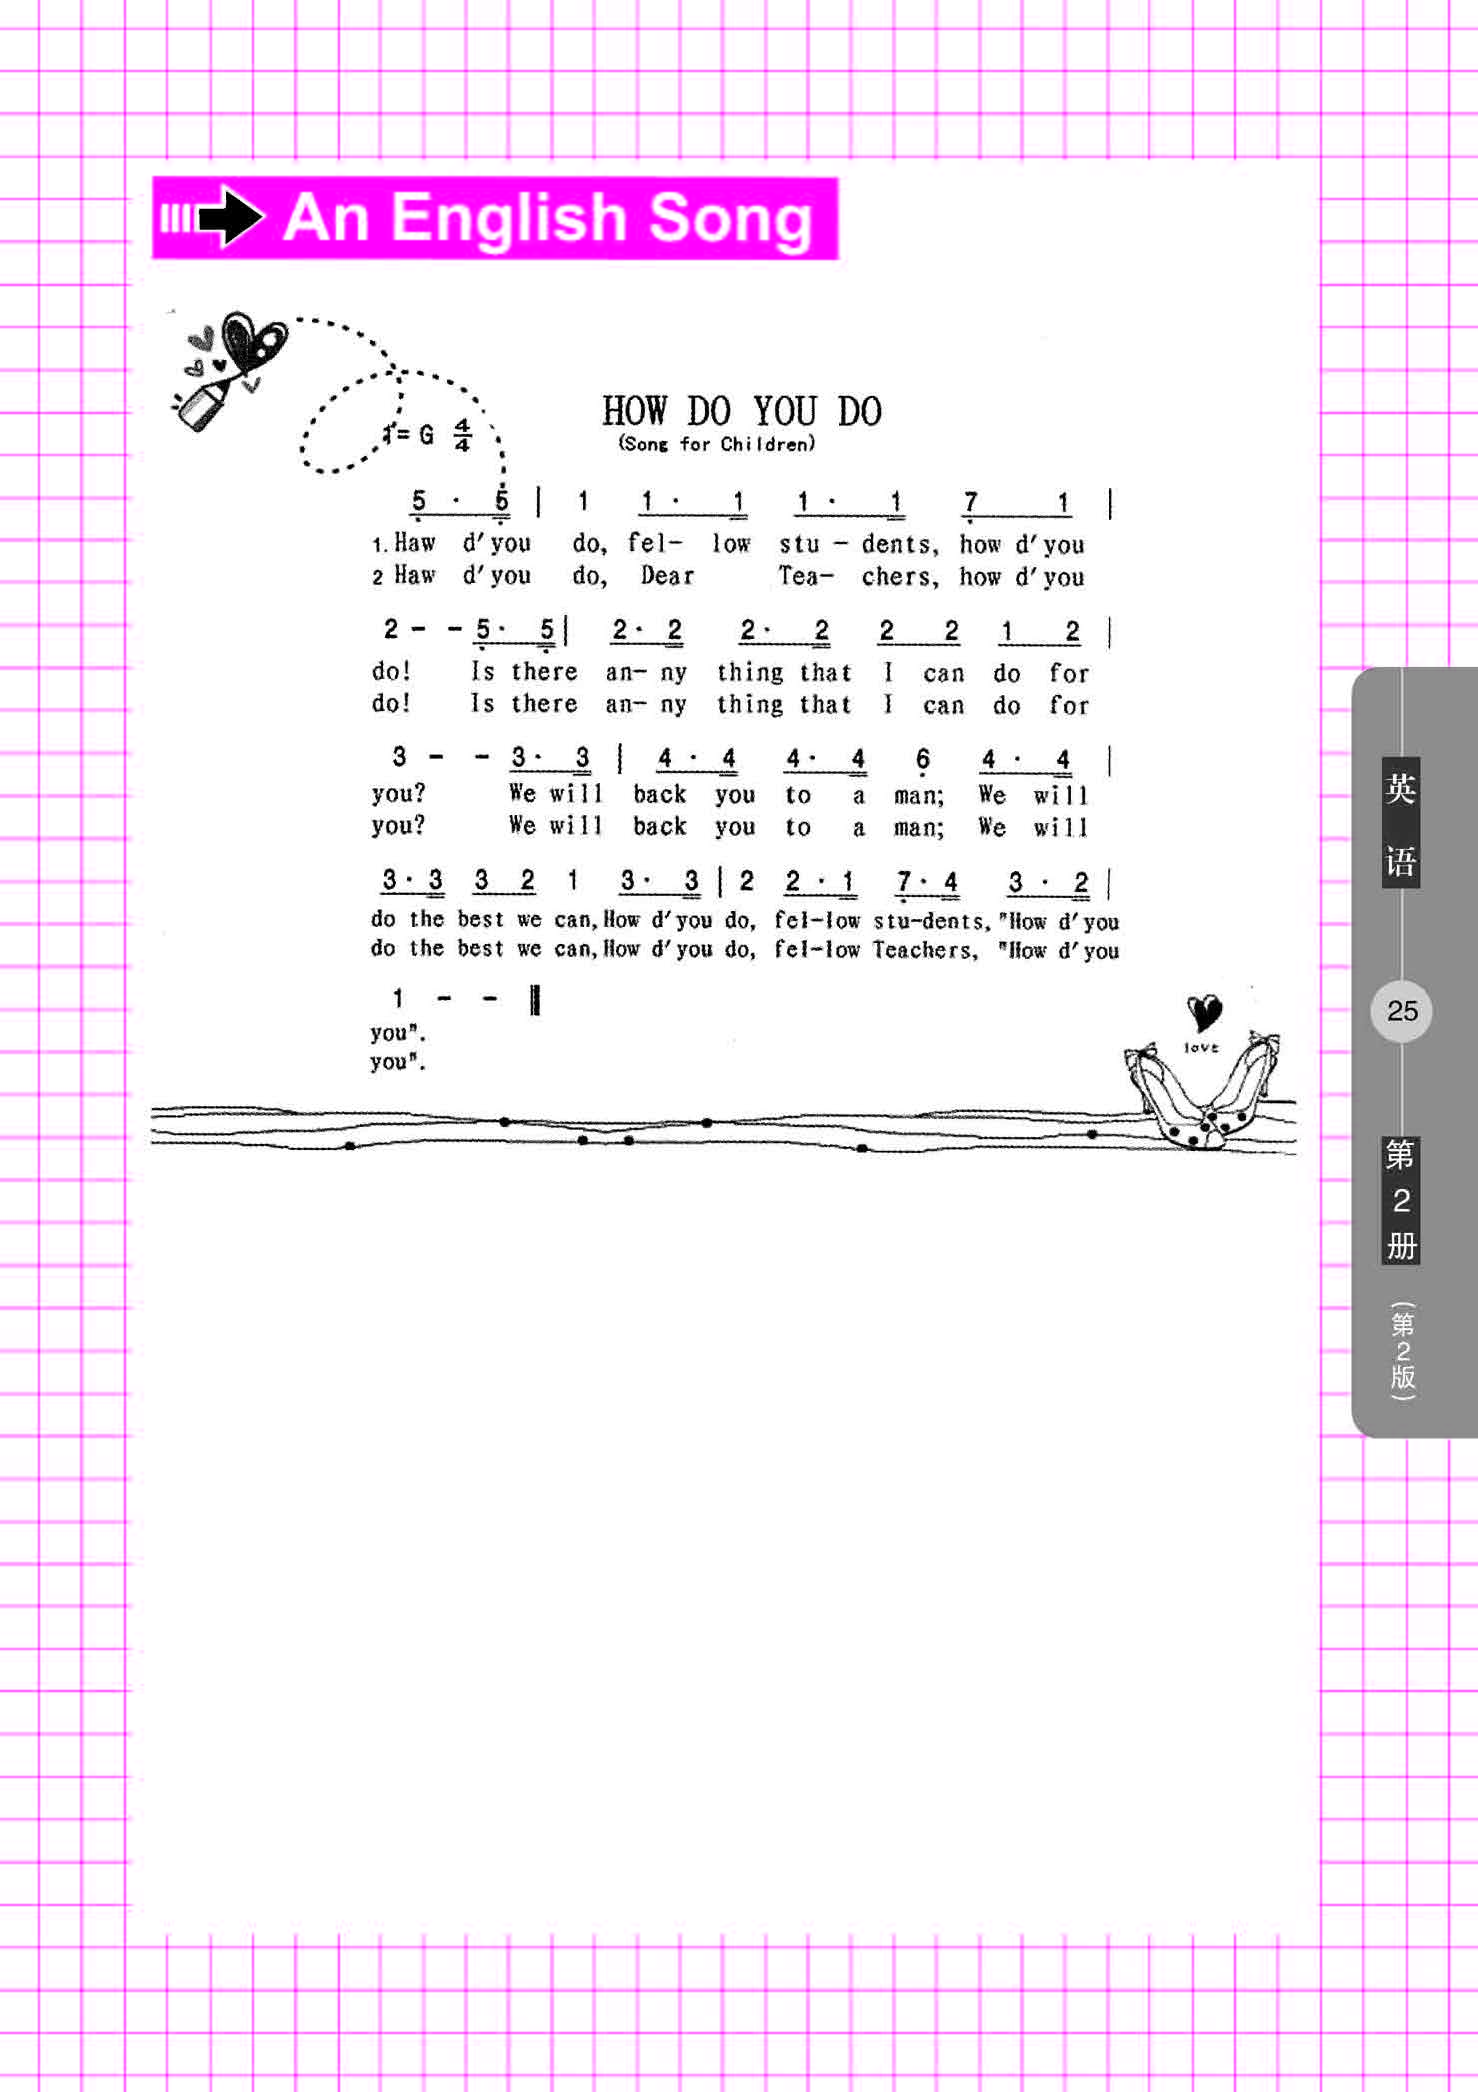 An English Song
HOW DO YOU DO
(Song for Children)
1= G 4/4
5 · 5 | 1 1 · 1 1 · 1 7 1 |
1. Haw d'you do, fel- low stu - dents, how d'you
2 Haw d'you do, Dear Tea- chers, how d'you
2 - - 5 · 5 | 2 · 2 2 · 2 2 2 1 2 |
do! Is there an- ny thing that I can do for
do! Is there an- ny thing that I can do for
3 - - 3 · 3 | 4 · 4 4 · 4 6 4 · 4 |
you? We will back you to a man; We will
you? We will back you to a man; We will
3 · 3 3 2 1 3 · 3 | 2 2 · 1 7 · 4 3 · 2 |
do the best we can, How d'you do, fel-low stu-dents, "How d'you
do the best we can, How d'you do, fel-low Teachers, "How d'you
1 - - ‖
you".
you".
love
英语
25
第2册
(第2版)